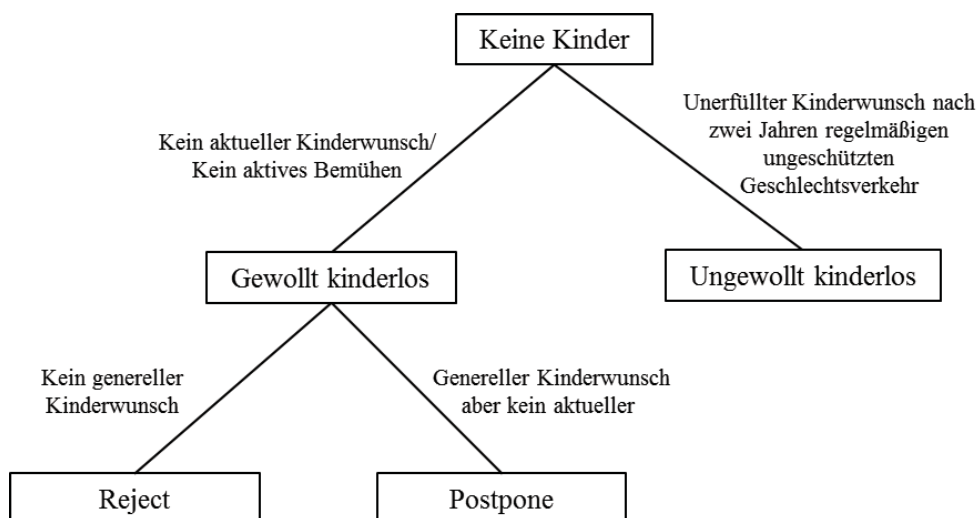 Keine Kinder
Kein aktueller Kinderwunsch/
Kein aktives Bemühen
Unerfüllter Kinderwunsch nach
zwei Jahren regelmäßigen
ungeschützten
Geschlechtsverkehr
Gewollt kinderlos
Ungewollt kinderlos
Kein genereller
Kinderwunsch
Genereller Kinderwunsch
aber kein aktueller
Reject
Postpone